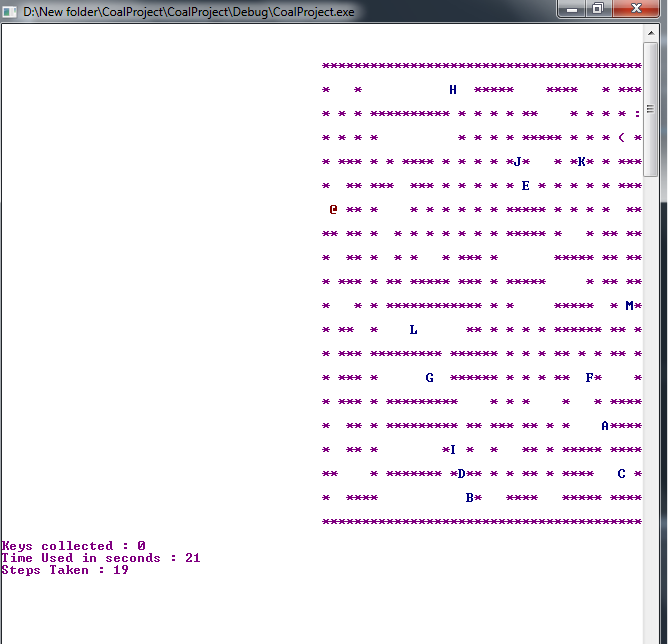 ****************************************
*   *           H  *****    ****   * ***
* * * ********** * * * * **    * * * * :
* * * *          * * * * ***** * * * ( *
* *** * * **** * * * * *J*   * *K* * ***
*  ** ***  *** * * * * * E * * * * * ***
 @ ** *    * * * * * * ***** * * * *  **
** ** *  * * * * * * * ***** *   * ** **
*  ** *  * *   * *** *       ***** ** **
* *** * ** ***** *** * *****     * ** **
*   * * ************ * *     *****  * M*
* **  *    L      ** * * * * ****** ** *
* *** ********* ***** * * * ** * * * * *
* *** *      G  ****** * * * **  F*    *
* *** * *********    * * *    *   * ****
*  ** * ********* ** *** ** * *    A****
*  ** *        *I *  *   ** * ***** ****
**    * ******* *D** * * * * ****   C *
*  ****           B*   ****   ***** ****
****************************************
D:\New folder\CoalProject\CoalProject\Debug\CoalProject.exe
Keys collected : 0
Time Used in seconds : 21
Steps Taken : 19